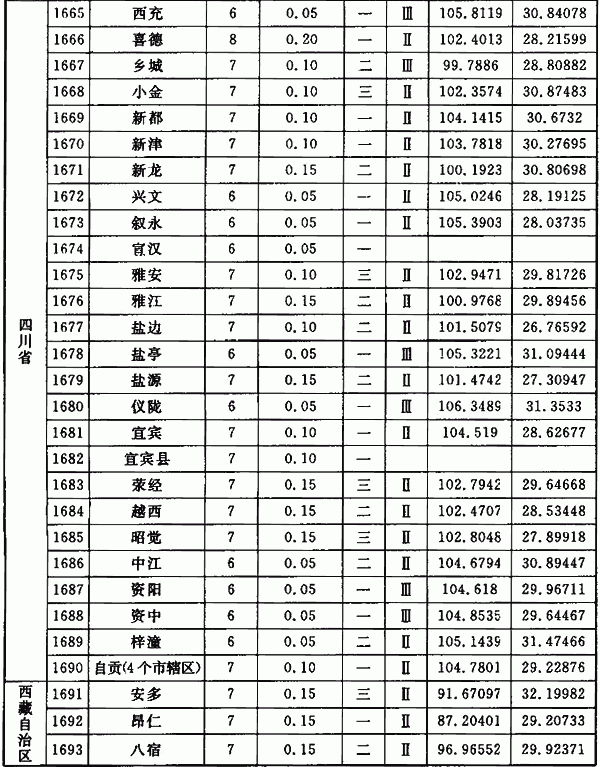 四川省
1665 西充 6 0.05 一 Ⅲ 105.8119 30.84078
1666 喜德 8 0.20 一 Ⅱ 102.4013 28.21599
1667 乡城 7 0.10 二 Ⅲ 99.7886 28.80882
1668 小金 7 0.10 三 Ⅱ 102.3574 30.87483
1669 新都 7 0.10 一 Ⅱ 104.1415 30.6732
1670 新津 7 0.10 一 Ⅱ 103.7818 30.27695
1671 新龙 7 0.15 二 Ⅱ 100.1923 30.80698
1672 兴文 6 0.05 一 Ⅱ 105.0246 28.19125
1673 叙永 6 0.05 一 Ⅱ 105.3903 28.03735
1674 宣汉 6 0.05 一
1675 雅安 7 0.10 三 Ⅱ 102.9471 29.81726
1676 雅江 7 0.15 二 Ⅱ 100.9768 29.89456
1677 盐边 7 0.10 二 Ⅱ 101.5079 26.76592
1678 盐亭 6 0.05 一 Ⅲ 105.3221 31.09444
1679 盐源 7 0.15 二 Ⅱ 101.4742 27.30947
1680 仪陇 6 0.05 一 Ⅲ 106.3489 31.3533
1681 宜宾 7 0.10 一 Ⅱ 104.519 28.62677
1682 宜宾县 7 0.10 一
1683 荥经 7 0.15 三 Ⅱ 102.7942 29.64668
1684 越西 7 0.15 二 Ⅱ 102.4707 28.53448
1685 昭觉 7 0.15 三 Ⅱ 102.8048 27.89918
1686 中江 6 0.05 二 Ⅱ 104.6794 30.89447
1687 资阳 6 0.05 一 Ⅲ 104.618 29.96711
1688 资中 6 0.05 一 Ⅲ 104.8535 29.64467
1689 梓潼 6 0.05 二 Ⅱ 105.1439 31.47466
1690 自贡(4个市辖区) 7 0.10 一 Ⅱ 104.7801 29.22876
西藏自治区
1691 安多 7 0.15 三 Ⅱ 91.67097 32.19982
1692 昂仁 7 0.15 一 Ⅱ 87.20401 29.20733
1693 八宿 7 0.15 二 Ⅱ 96.96552 29.92371